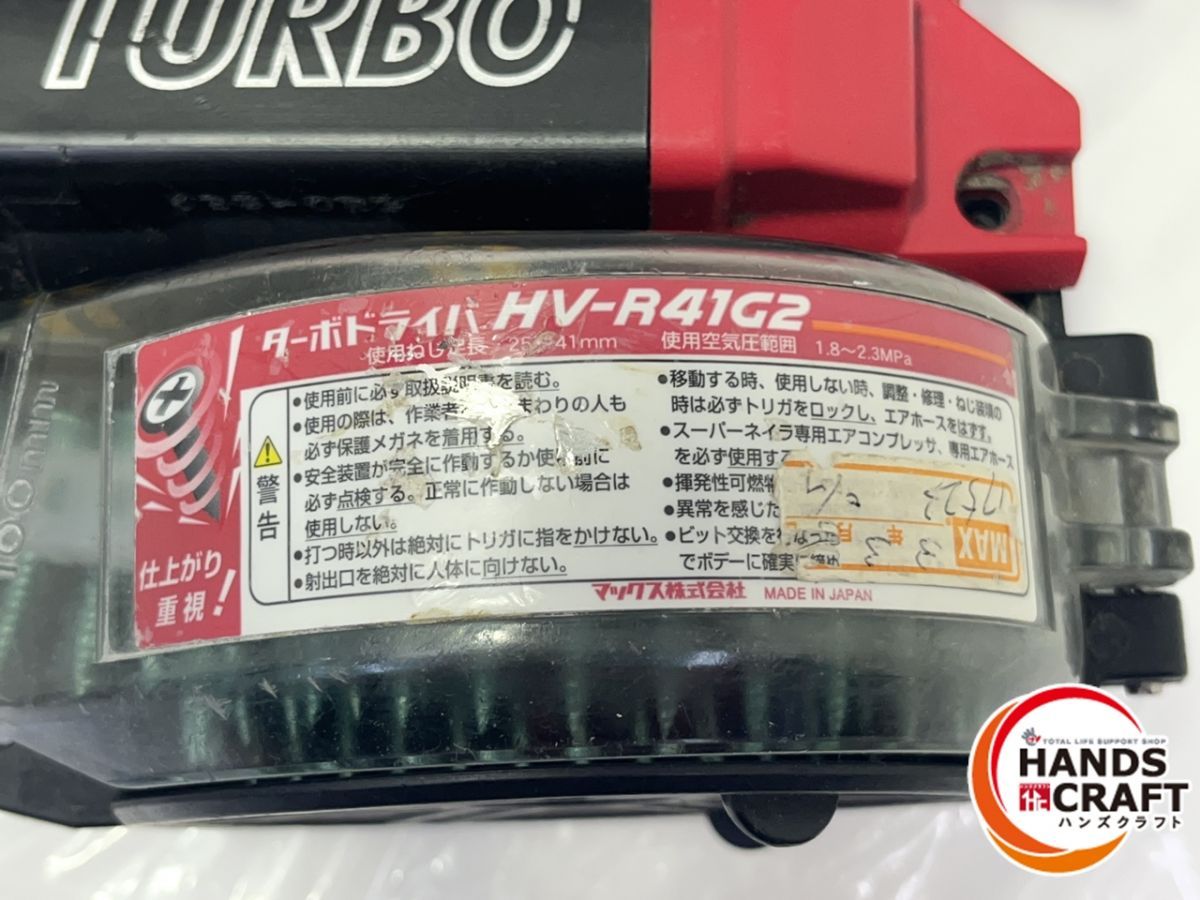 TURBO
ターボドライバ HV-R41G2
使用ねじ足長 25 41mm 使用空気圧範囲 1.8〜2.3MPa
警告
•使用前に必ず取扱説明書を読む。
•使用の際は、作業者 まわりの人も
必ず保護メガネを着用する。
•安全装置が完全に作動するか使用前に
必ず点検する。正常に作動しない場合は
使用しない。
•打つ時以外は絶対にトリガに指をかけない。
•射出口を絶対に人体に向けない。
•移動する時、使用しない時、調整・修理・ねじ装填の
時は必ずトリガをロックし、エアホースをはずす。
•スーパーネイラ専用エアコンプレッサ、専用エアホース
を必ず使用す
•揮発性可燃物
•異常を感じた
•ビット交換を
でボデーに確実に締め
MAX
年
月
仕上がり
重視!
マックス株式会社 MADE IN JAPAN
TOTAL LIFE SUPPORT SHOP
HANDS
CRAFT
ハンズクラフト